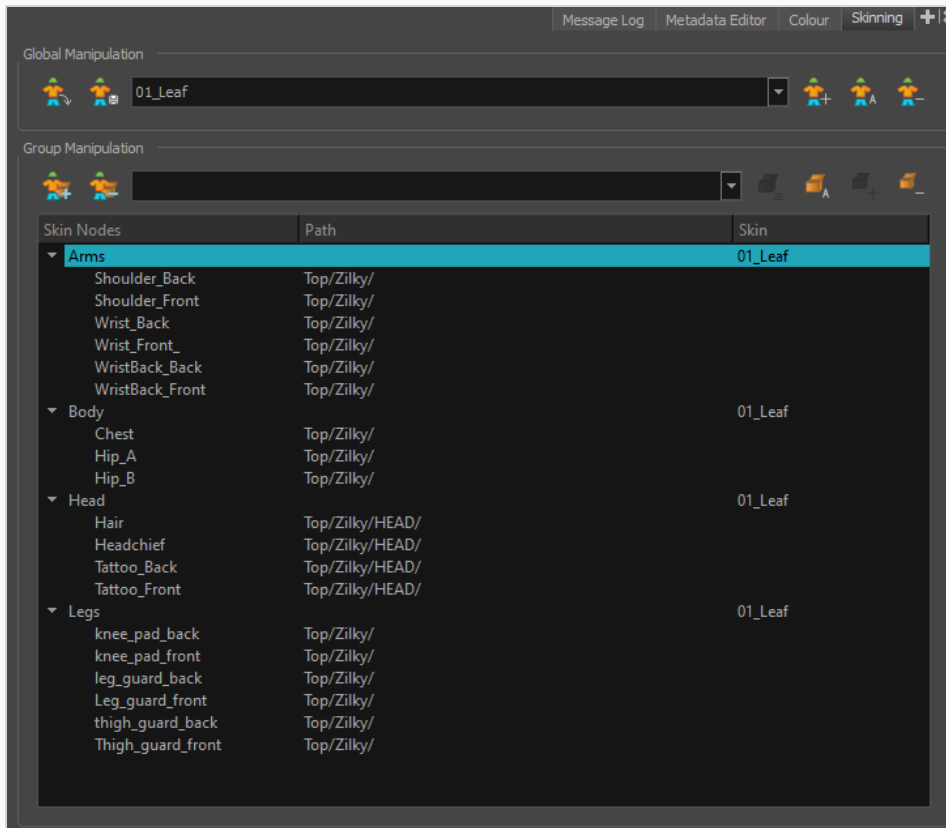 Message Log Metadata Editor Colour Skinning
Global Manipulation
01_Leaf
A
Group Manipulation
A
Skin Nodes Path Skin
Arms 01_Leaf
Shoulder_Back Top/Zilky/
Shoulder_Front Top/Zilky/
Wrist_Back Top/Zilky/
Wrist_Front_ Top/Zilky/
WristBack_Back Top/Zilky/
WristBack_Front Top/Zilky/
Body 01_Leaf
Chest Top/Zilky/
Hip_A Top/Zilky/
Hip_B Top/Zilky/
Head 01_Leaf
Hair Top/Zilky/HEAD/
Headchief Top/Zilky/HEAD/
Tattoo_Back Top/Zilky/HEAD/
Tattoo_Front Top/Zilky/HEAD/
Legs 01_Leaf
knee_pad_back Top/Zilky/
knee_pad_front Top/Zilky/
leg_guard_back Top/Zilky/
Leg_guard_front Top/Zilky/
thigh_guard_back Top/Zilky/
Thigh_guard_front Top/Zilky/